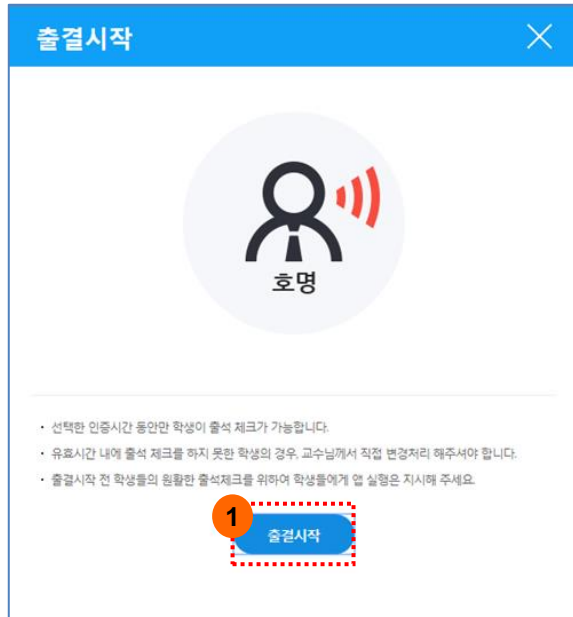 출결시작
호명
• 선택한 인증시간 동안만 학생이 출석 체크가 가능합니다.
• 유효시간 내에 출석 체크를 하지 못한 학생의 경우, 교수님께서 직접 변경처리 해주셔야 합니다.
• 출결시작 전 학생들의 원활한 출석체크를 위하여 학생들에게 앱 실행은 지시해 주세요.
1
출결시작